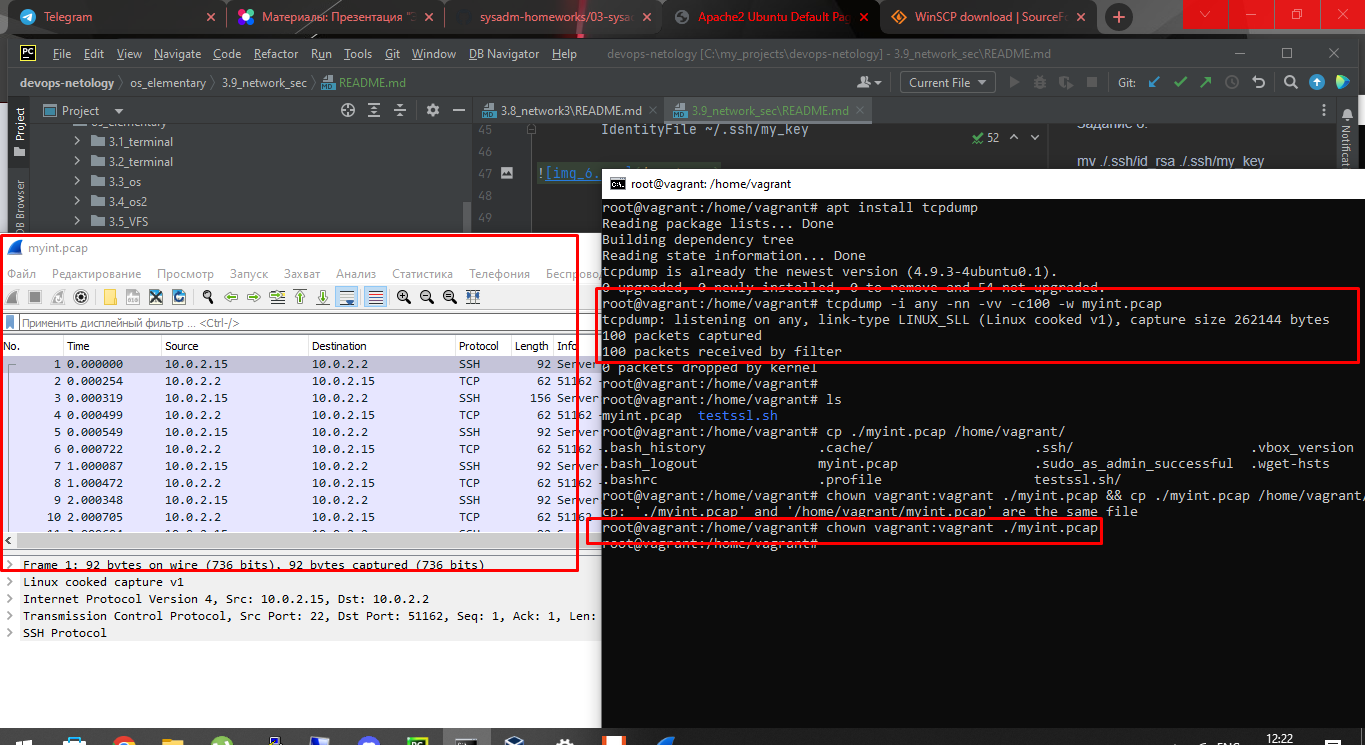 Telegram
Материалы: Презентация "Э
sysadm-homeworks/03-sysad
Apache2 Ubuntu Default Pag
WinSCP download | SourceFo
File Edit View Navigate Code Refactor Run Tools Git Window DB Navigator Help devops-netology [C:\my_projects\devops-netology] - 3.9_network_sec\README.md
devops-netology os_elementary 3.9_network_sec README.md
Current File
Git:
Project
3.8_network3\README.md
3.9_network_sec\README.md
Project
DB Browser
Notificat
os_elementary
3.1_terminal
3.2_terminal
3.3_os
3.4_os2
3.5_VFS
45 IdentityFile ~/.ssh/my_key
46
47 ![img_6.
48
49
52
Задание 6.
mv ./.ssh/id_rsa ./.ssh/my_key
myint.pcap
Файл Редактирование Просмотр Запуск Захват Анализ Статистика Телефония Беспрово
Применить дисплейный фильтр ... <Ctrl-/>
No. Time Source Destination Protocol Length Info
1 0.000000 10.0.2.15 10.0.2.2 SSH 92 Server
2 0.000254 10.0.2.2 10.0.2.15 TCP 62 51162
3 0.000319 10.0.2.15 10.0.2.2 SSH 156 Server
4 0.000499 10.0.2.2 10.0.2.15 TCP 62 51162
5 0.000549 10.0.2.15 10.0.2.2 SSH 92 Server
6 0.000722 10.0.2.2 10.0.2.15 TCP 62 51162
7 1.000087 10.0.2.15 10.0.2.2 SSH 92 Server
8 1.000472 10.0.2.2 10.0.2.15 TCP 62 51162
9 2.000348 10.0.2.15 10.0.2.2 SSH 92 Server
10 2.000705 10.0.2.2 10.0.2.15 TCP 62 51162
Frame 1: 92 bytes on wire (736 bits), 92 bytes captured (736 bits)
Linux cooked capture v1
Internet Protocol Version 4, Src: 10.0.2.15, Dst: 10.0.2.2
Transmission Control Protocol, Src Port: 22, Dst Port: 51162, Seq: 1, Ack: 1, Len:
SSH Protocol
root@vagrant: /home/vagrant
root@vagrant:/home/vagrant# apt install tcpdump
Reading package lists... Done
Building dependency tree
Reading state information... Done
tcpdump is already the newest version (4.9.3-4ubuntu0.1).
0 upgraded, 0 newly installed, 0 to remove and 54 not upgraded.
root@vagrant:/home/vagrant# tcpdump -i any -nn -vv -c100 -w myint.pcap
tcpdump: listening on any, link-type LINUX_SLL (Linux cooked v1), capture size 262144 bytes
100 packets captured
100 packets received by filter
0 packets dropped by kernel
root@vagrant:/home/vagrant#
root@vagrant:/home/vagrant# ls
myint.pcap testssl.sh
root@vagrant:/home/vagrant# cp ./myint.pcap /home/vagrant/
.bash_history .cache/ .ssh/ .vbox_version
.bash_logout myint.pcap .sudo_as_admin_successful .wget-hsts
.bashrc .profile testssl.sh/
root@vagrant:/home/vagrant# chown vagrant:vagrant ./myint.pcap && cp ./myint.pcap /home/vagrant/
cp: './myint.pcap' and '/home/vagrant/myint.pcap' are the same file
root@vagrant:/home/vagrant# chown vagrant:vagrant ./myint.pcap
root@vagrant:/home/vagrant#
12:22